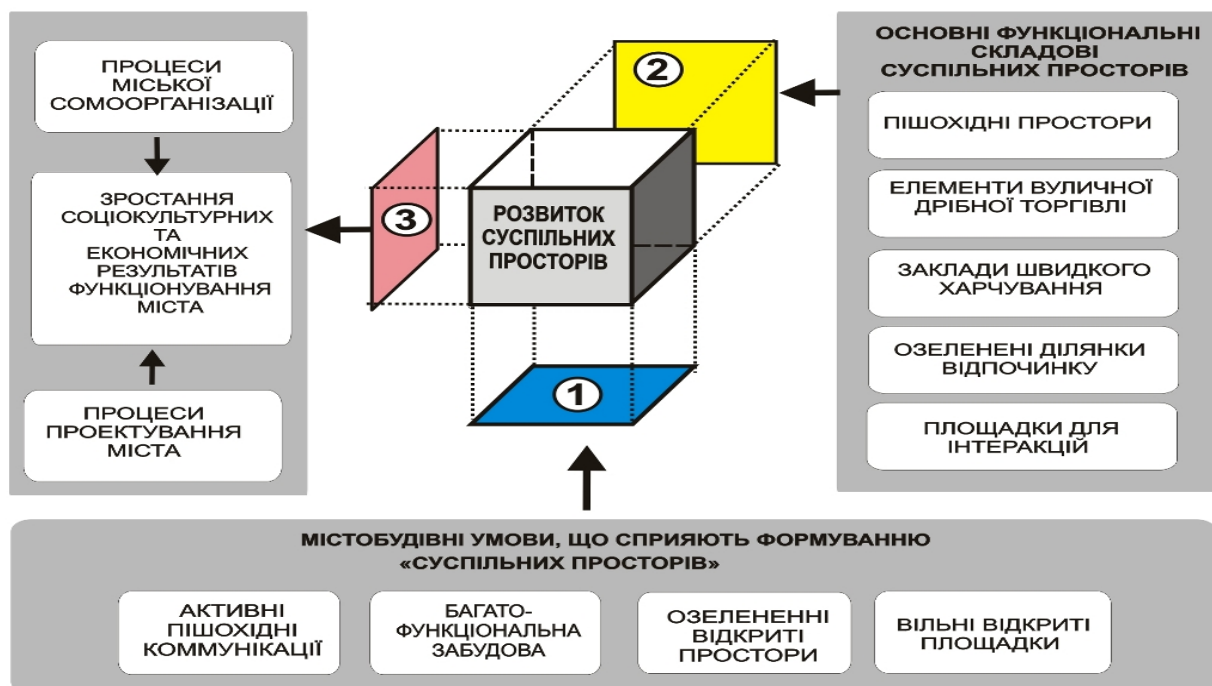 ПРОЦЕСИ
МІСЬКОЇ
СОМООРГАНІЗАЦІЇ
ЗРОСТАННЯ
СОЦІОКУЛЬТУРНИХ
ТА
ЕКОНОМІЧНИХ
РЕЗУЛЬТАТІВ
ФУНКЦІОНУВАННЯ
МІСТА
ПРОЦЕСИ
ПРОЕКТУВАННЯ
МІСТА
3
2
РОЗВИТОК
СУСПІЛЬНИХ
ПРОСТОРІВ
1
ОСНОВНІ ФУНКЦІОНАЛЬНІ
СКЛАДОВІ
СУСПІЛЬНИХ ПРОСТОРІВ
ПІШОХІДНІ ПРОСТОРИ
ЕЛЕМЕНТИ ВУЛИЧНОЇ
ДРІБНОЇ ТОРГІВЛІ
ЗАКЛАДИ ШВИДКОГО
ХАРЧУВАННЯ
ОЗЕЛЕНЕНІ ДІЛЯНКИ
ВІДПОЧИНКУ
ПЛОЩАДКИ ДЛЯ
ІНТЕРАКЦІЙ
МІСТОБУДІВНІ УМОВИ, ЩО СПРИЯЮТЬ ФОРМУВАННЮ
«СУСПІЛЬНИХ ПРОСТОРІВ»
АКТИВНІ
ПІШОХІДНІ
КОММУНІКАЦІЇ
БАГАТО-
ФУНКЦІОНАЛЬНА
ЗАБУДОВА
ОЗЕЛЕНЕННІ
ВІДКРИТІ
ПРОСТОРИ
ВІЛЬНІ ВІДКРИТІ
ПЛОЩАДКИ